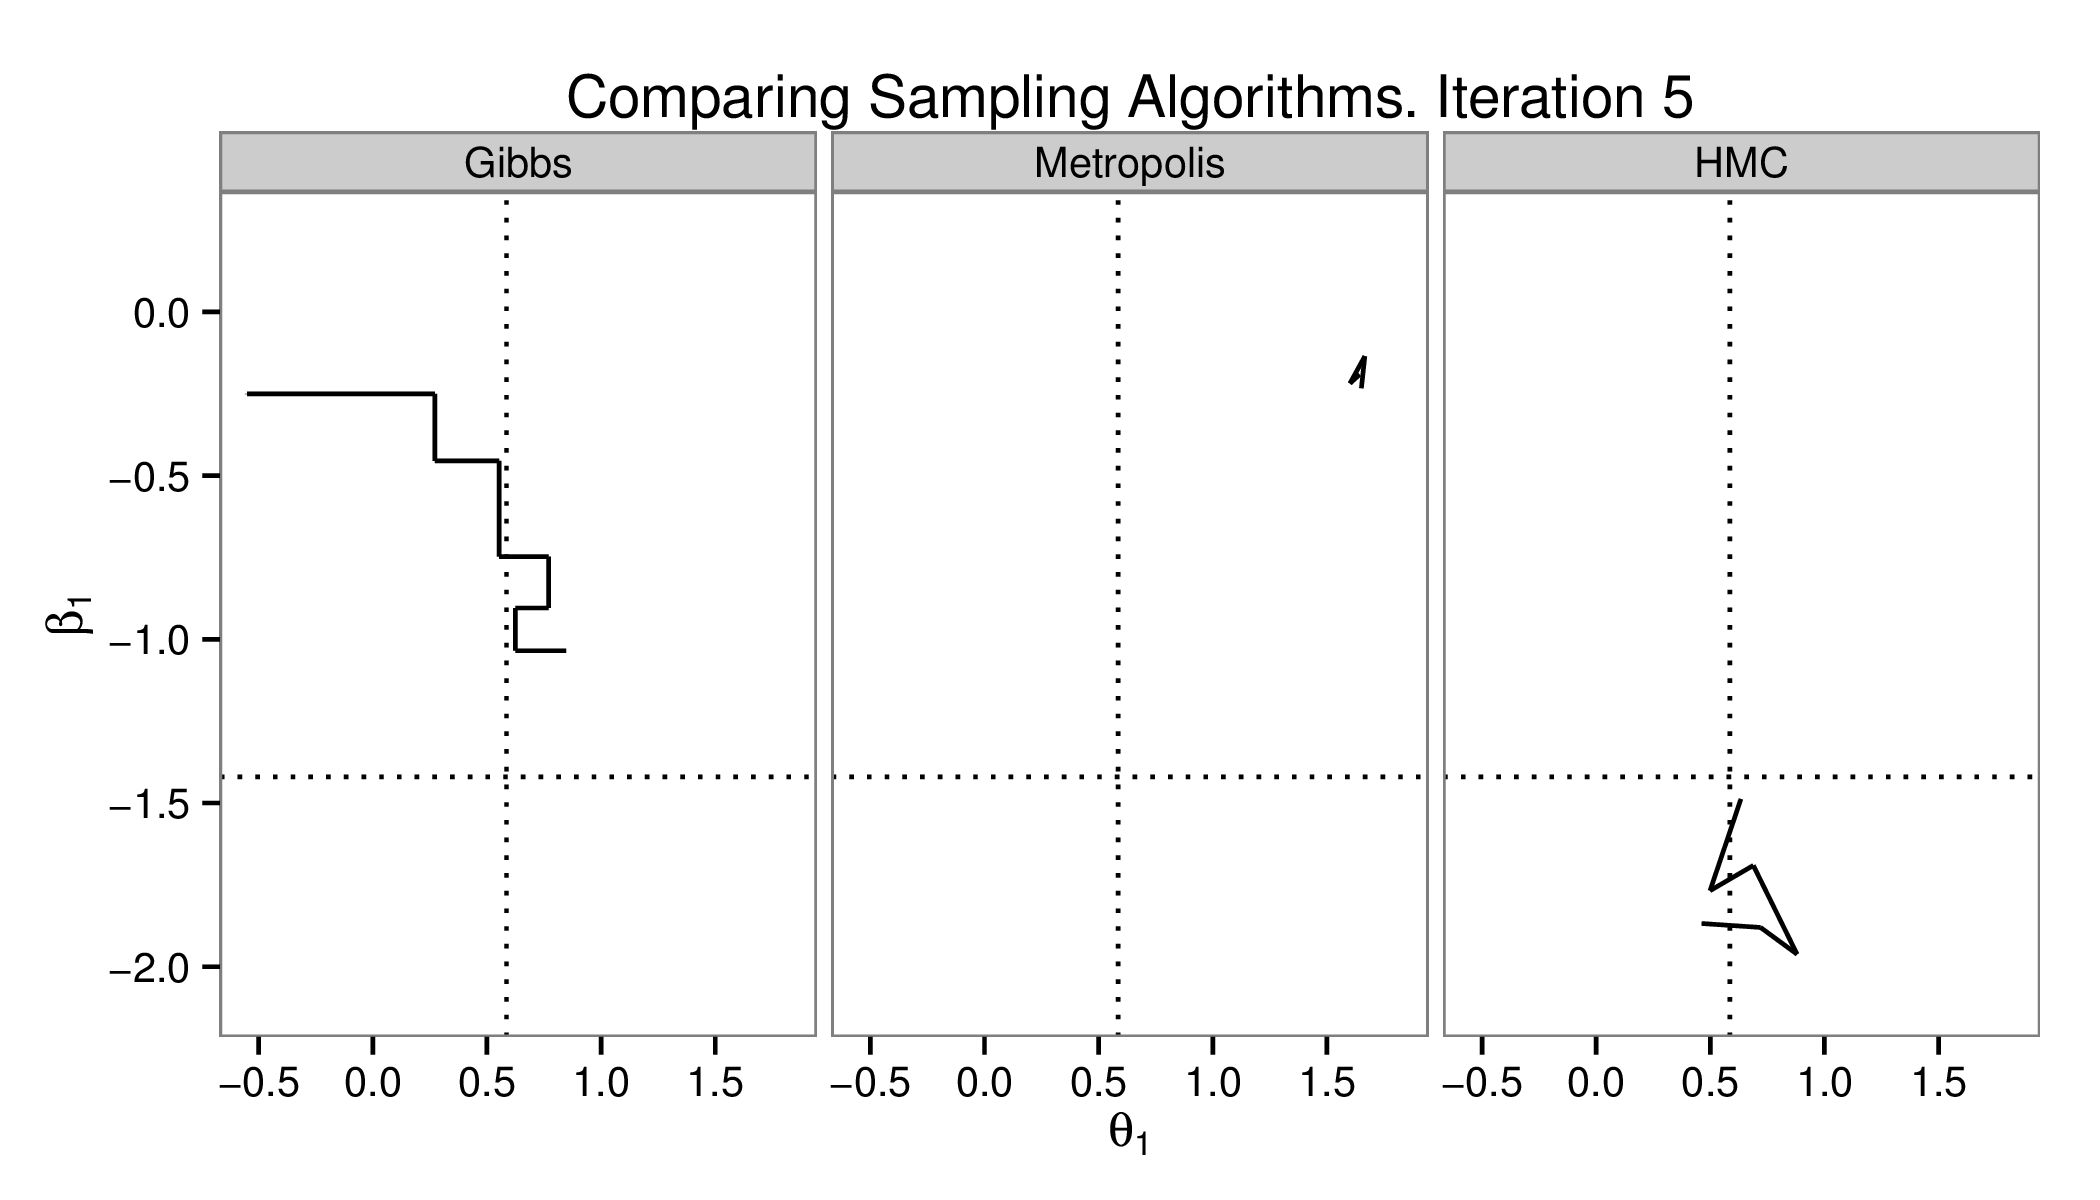 Comparing Sampling Algorithms. Iteration 5
Gibbs Metropolis HMC
0.0
−0.5
−1.0
−1.5
−2.0
β1
−0.5 0.0 0.5 1.0 1.5 −0.5 0.0 0.5 1.0 1.5 −0.5 0.0 0.5 1.0 1.5
θ1